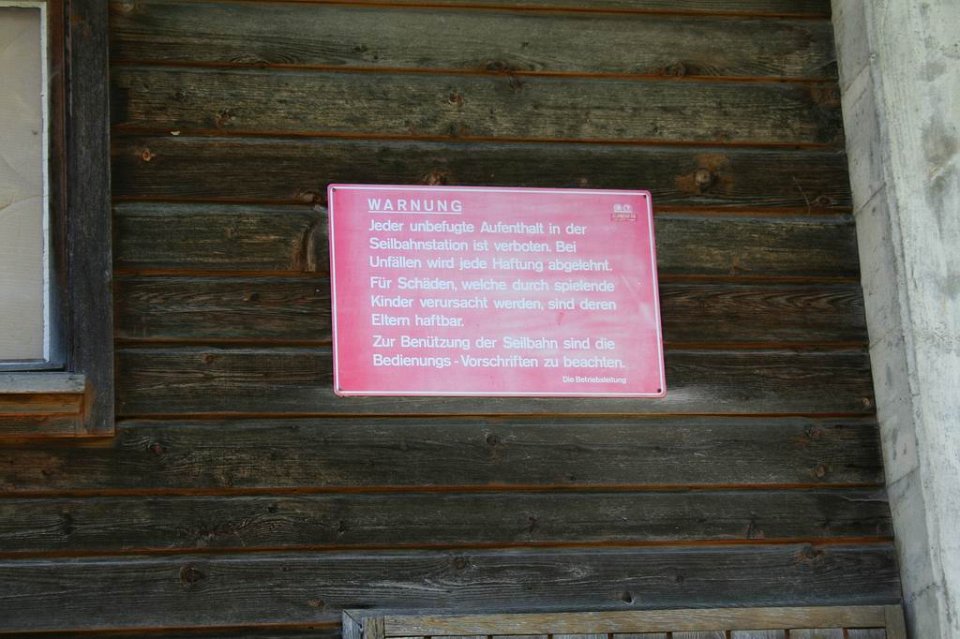 WARNUNG
Jeder unbefugte Aufenthalt in der
Seilbahnstation ist verboten. Bei
Unfällen wird jede Haftung abgelehnt.
Für Schäden, welche durch spielende
Kinder verursacht werden, sind deren
Eltern haftbar.
Zur Benützung der Seilbahn sind die
Bedienungs-Vorschriften zu beachten.
Die Betriebsleitung